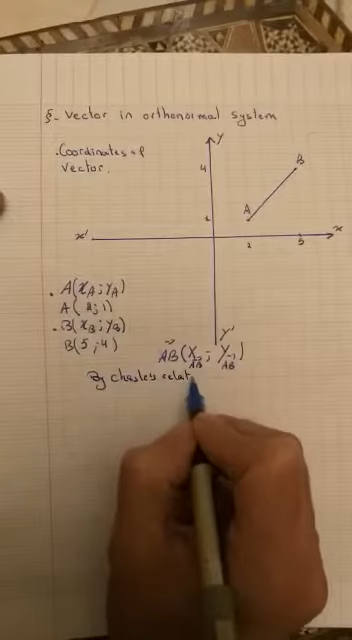 §- Vector in orthonormal system
. Coordinates of
vector.
y
4
B
A
1
x'
x
2
5
. A(xA ; yA)
A(2;1)
. B(xB ; yB)
B(5;4)
y'
AB(XAB ; YAB)
By chasles relat